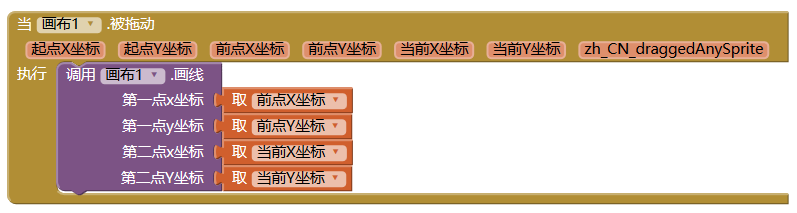 当 画布1 .被拖动
起点X坐标 起点Y坐标 前点X坐标 前点Y坐标 当前X坐标 当前Y坐标 zh_CN_draggedAnySprite
执行 调用 画布1 .画线
第一点x坐标 取 前点X坐标
第一点y坐标 取 前点Y坐标
第二点x坐标 取 当前X坐标
第二点Y坐标 取 当前Y坐标